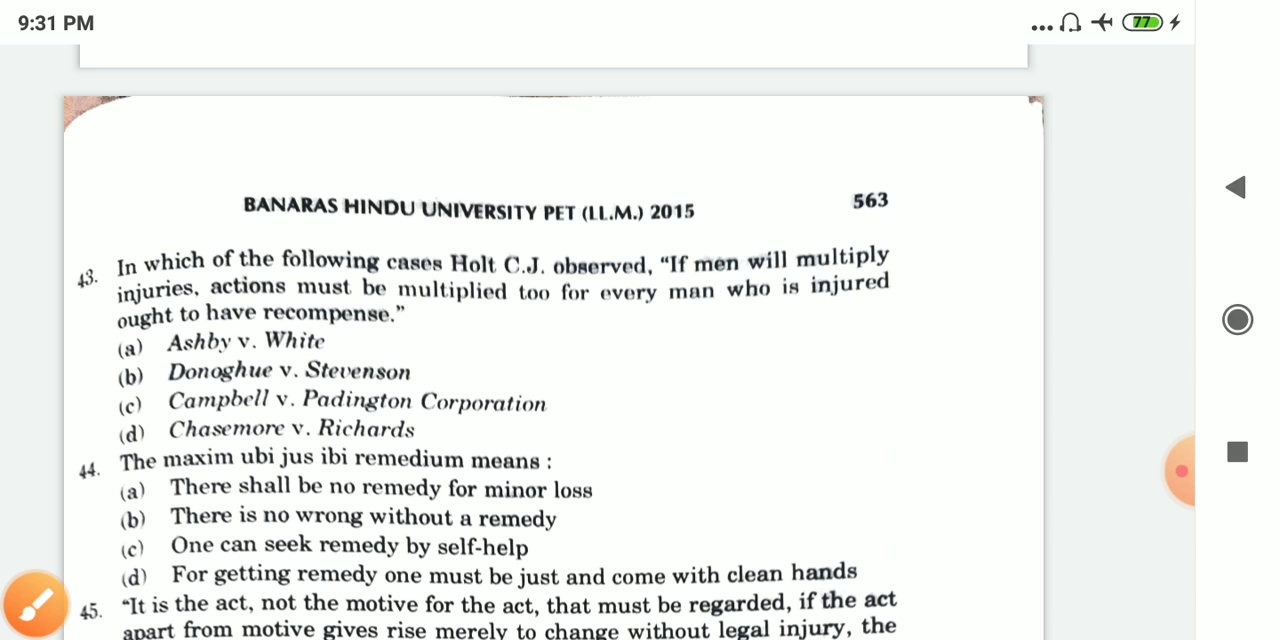 9:31 PM
77
BANARAS HINDU UNIVERSITY PET (LL.M.) 2015
563
43. In which of the following cases Holt C.J. observed, “If men will multiply
injuries, actions must be multiplied too for every man who is injured
ought to have recompense.”
(a) Ashby v. White
(b) Donoghue v. Stevenson
(c) Campbell v. Padington Corporation
(d) Chasemore v. Richards
44. The maxim ubi jus ibi remedium means :
(a) There shall be no remedy for minor loss
(b) There is no wrong without a remedy
(c) One can seek remedy by self-help
(d) For getting remedy one must be just and come with clean hands
45. “It is the act, not the motive for the act, that must be regarded, if the act
apart from motive gives rise merely to change without legal injury, the